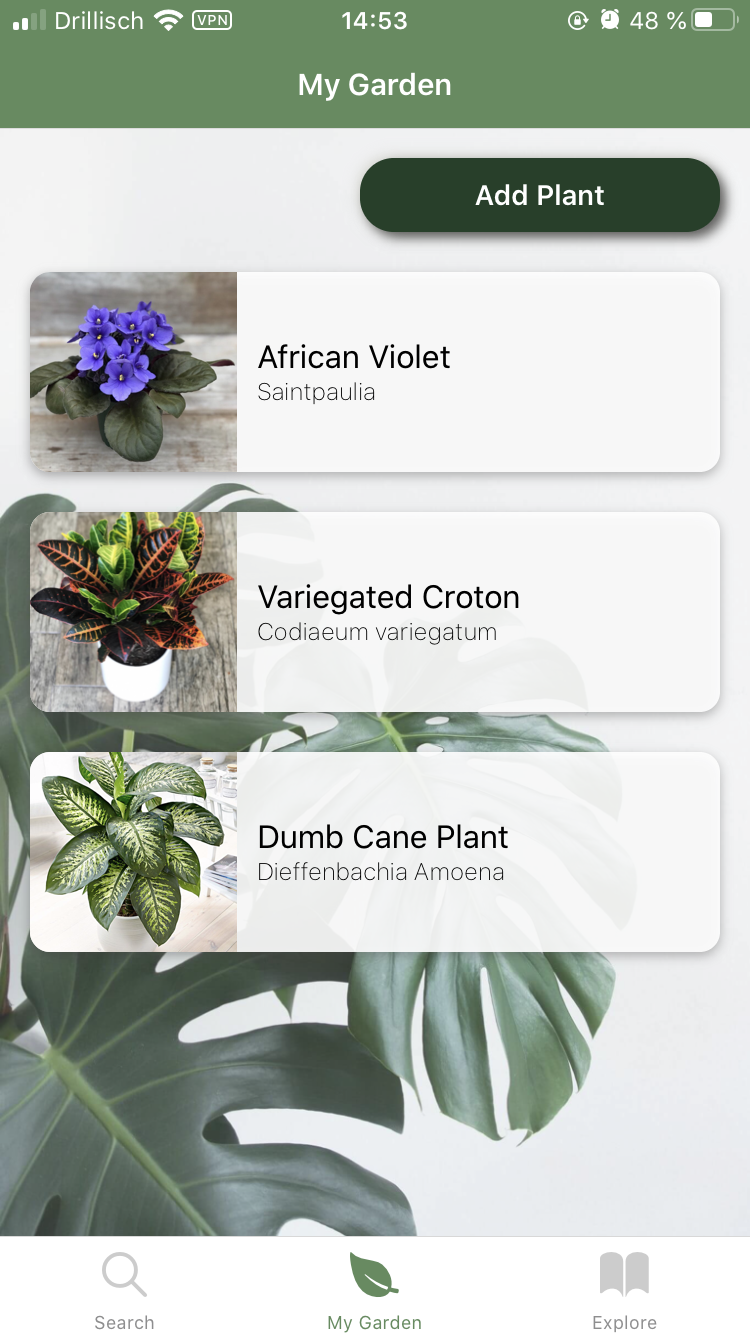 Drillisch VPN 14:53 48 %
My Garden
Add Plant
African Violet
Saintpaulia
Variegated Croton
Codiaeum variegatum
Dumb Cane Plant
Dieffenbachia Amoena
Search My Garden Explore